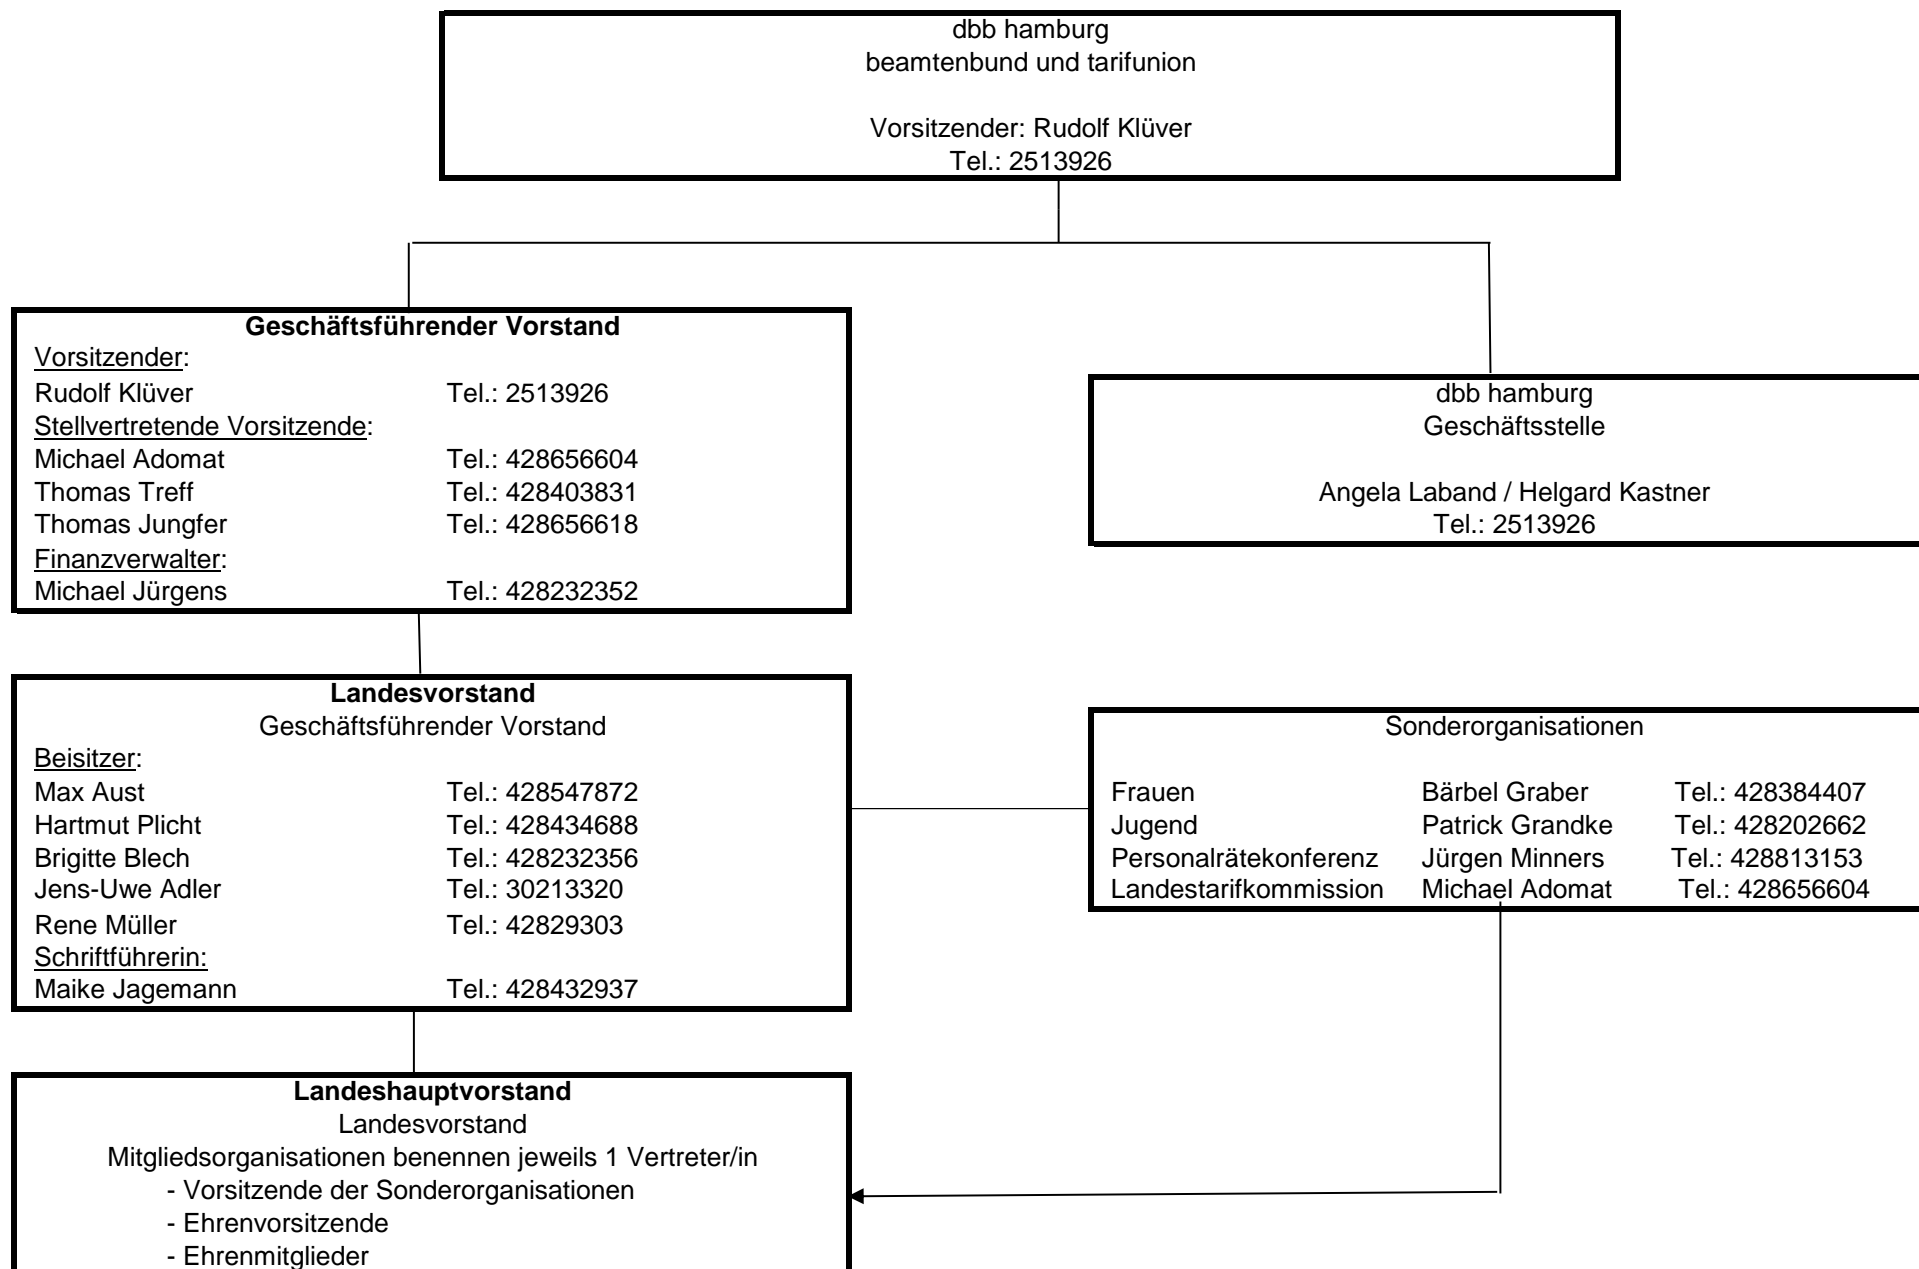 dbb hamburg
beamtenbund und tarifunion
Vorsitzender: Rudolf Klüver
Tel.: 2513926
Geschäftsführender Vorstand
Vorsitzender:
Rudolf Klüver Tel.: 2513926
Stellvertretende Vorsitzende:
Michael Adomat Tel.: 428656604
Thomas Treff Tel.: 428403831
Thomas Jungfer Tel.: 428656618
Finanzverwalter:
Michael Jürgens Tel.: 428232352
dbb hamburg
Geschäftsstelle
Angela Laband / Helgard Kastner
Tel.: 2513926
Landesvorstand
Geschäftsführender Vorstand
Beisitzer:
Max Aust Tel.: 428547872
Hartmut Plicht Tel.: 428434688
Brigitte Blech Tel.: 428232356
Jens-Uwe Adler Tel.: 30213320
Rene Müller Tel.: 42829303
Schriftführerin:
Maike Jagemann Tel.: 428432937
Sonderorganisationen
Frauen Bärbel Graber Tel.: 428384407
Jugend Patrick Grandke Tel.: 428202662
Personalrätekonferenz Jürgen Minners Tel.: 428813153
Landestarifkommission Michael Adomat Tel.: 428656604
Landeshauptvorstand
Landesvorstand
Mitgliedsorganisationen benennen jeweils 1 Vertreter/in
- Vorsitzende der Sonderorganisationen
- Ehrenvorsitzende
- Ehrenmitglieder